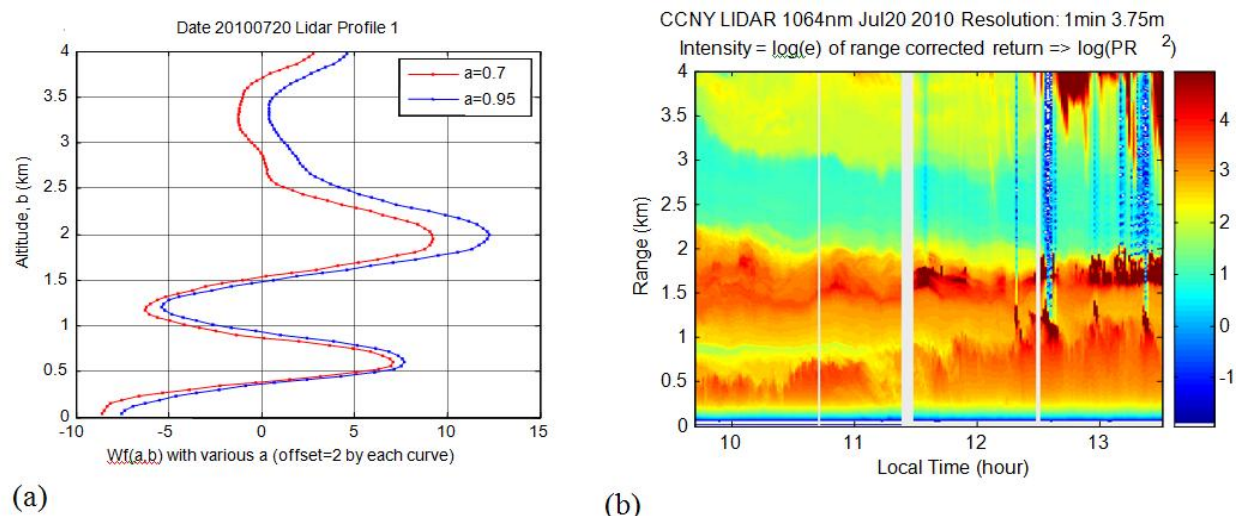 Date 20100720 Lidar Profile 1
4
3.5
3
2.5
2
1.5
1
0.5
0
Altitude, b (km)
a=0.7
a=0.95
-10 -5 0 5 10 15
Wf(a,b) with various a (offset=2 by each curve)
(a)
CCNY LIDAR 1064nm Jul20 2010 Resolution: 1min 3.75m
Intensity = log(e) of range corrected return => log(PR 2)
4
3.5
3
2.5
2
1.5
1
0.5
0
Range (km)
10 11 12 13
Local Time (hour)
4
3
2
1
0
-1
(b)